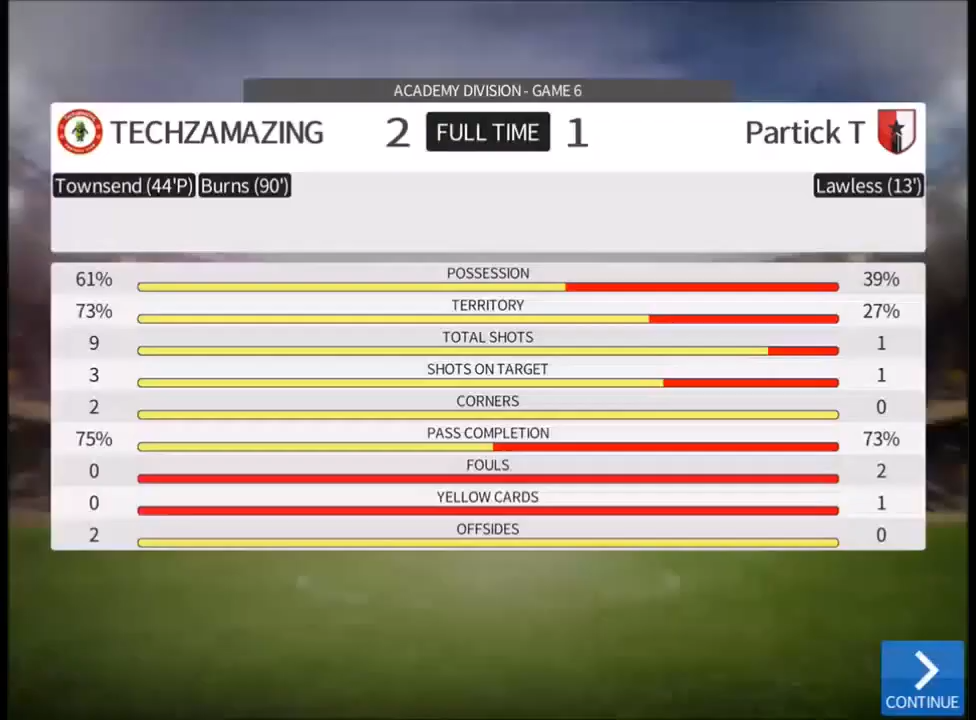 ACADEMY DIVISION - GAME 6
TECHZAMAZING 2 FULL TIME 1 Partick T
Townsend (44'P) Burns (90') Lawless (13')
POSSESSION
61% 39%
TERRITORY
73% 27%
TOTAL SHOTS
9 1
SHOTS ON TARGET
3 1
CORNERS
2 0
PASS COMPLETION
75% 73%
FOULS
0 2
YELLOW CARDS
0 1
OFFSIDES
2 0
CONTINUE